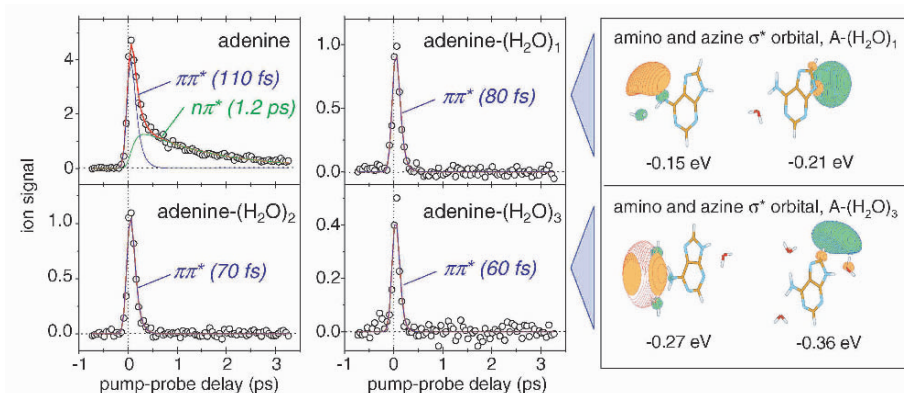 adenine
ππ* (110 fs)
nπ* (1.2 ps)
4
2
0
adenine-(H₂O)₁
ππ* (80 fs)
1.0
0.5
0.0
amino and azine σ* orbital, A-(H₂O)₁
-0.15 eV
-0.21 eV
ion signal
adenine-(H₂O)₂
ππ* (70 fs)
1.0
0.5
0.0
-1
0
1
2
3
pump-probe delay (ps)
adenine-(H₂O)₃
ππ* (60 fs)
0.4
0.2
0.0
-1
0
1
2
3
pump-probe delay (ps)
amino and azine σ* orbital, A-(H₂O)₃
-0.27 eV
-0.36 eV